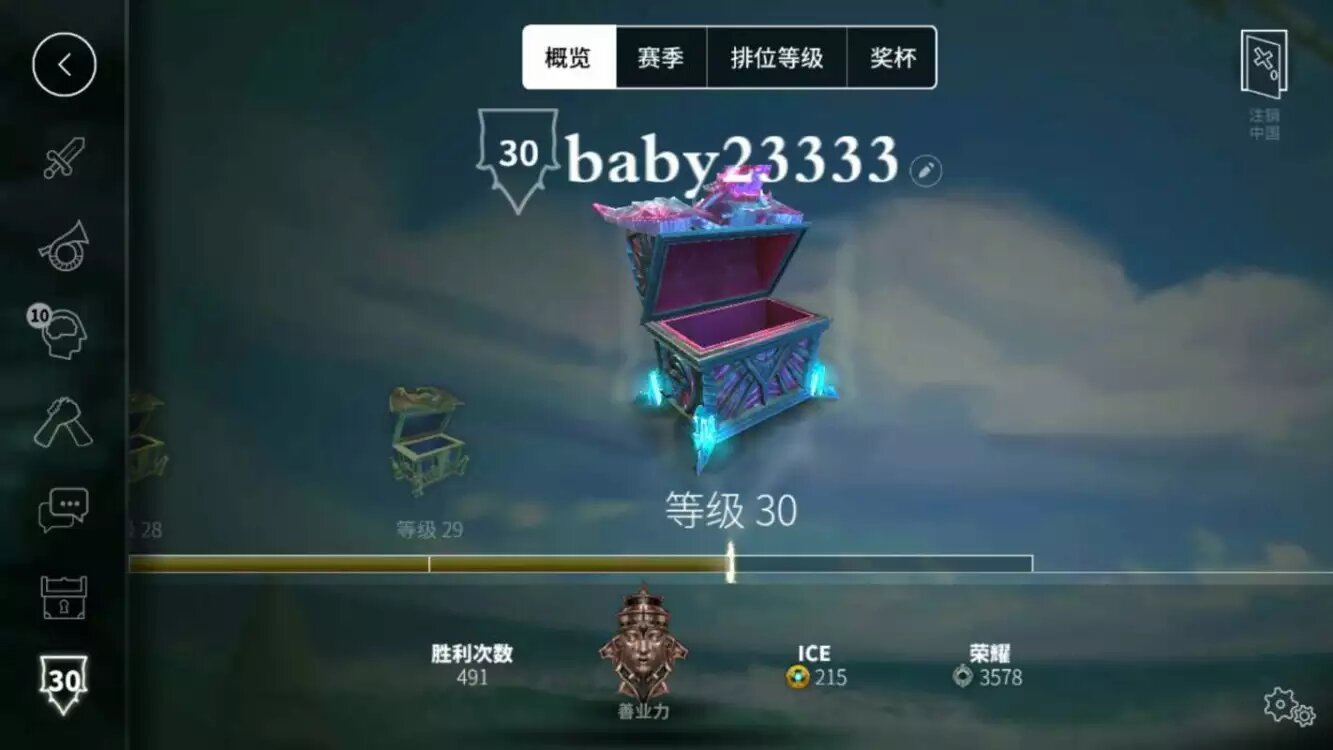 概览 赛季 排位等级 奖杯
注销
中国
30 baby23333
10
等级 30
28 等级 29
胜利次数 ICE 荣耀
491 215 3578
善业力
30